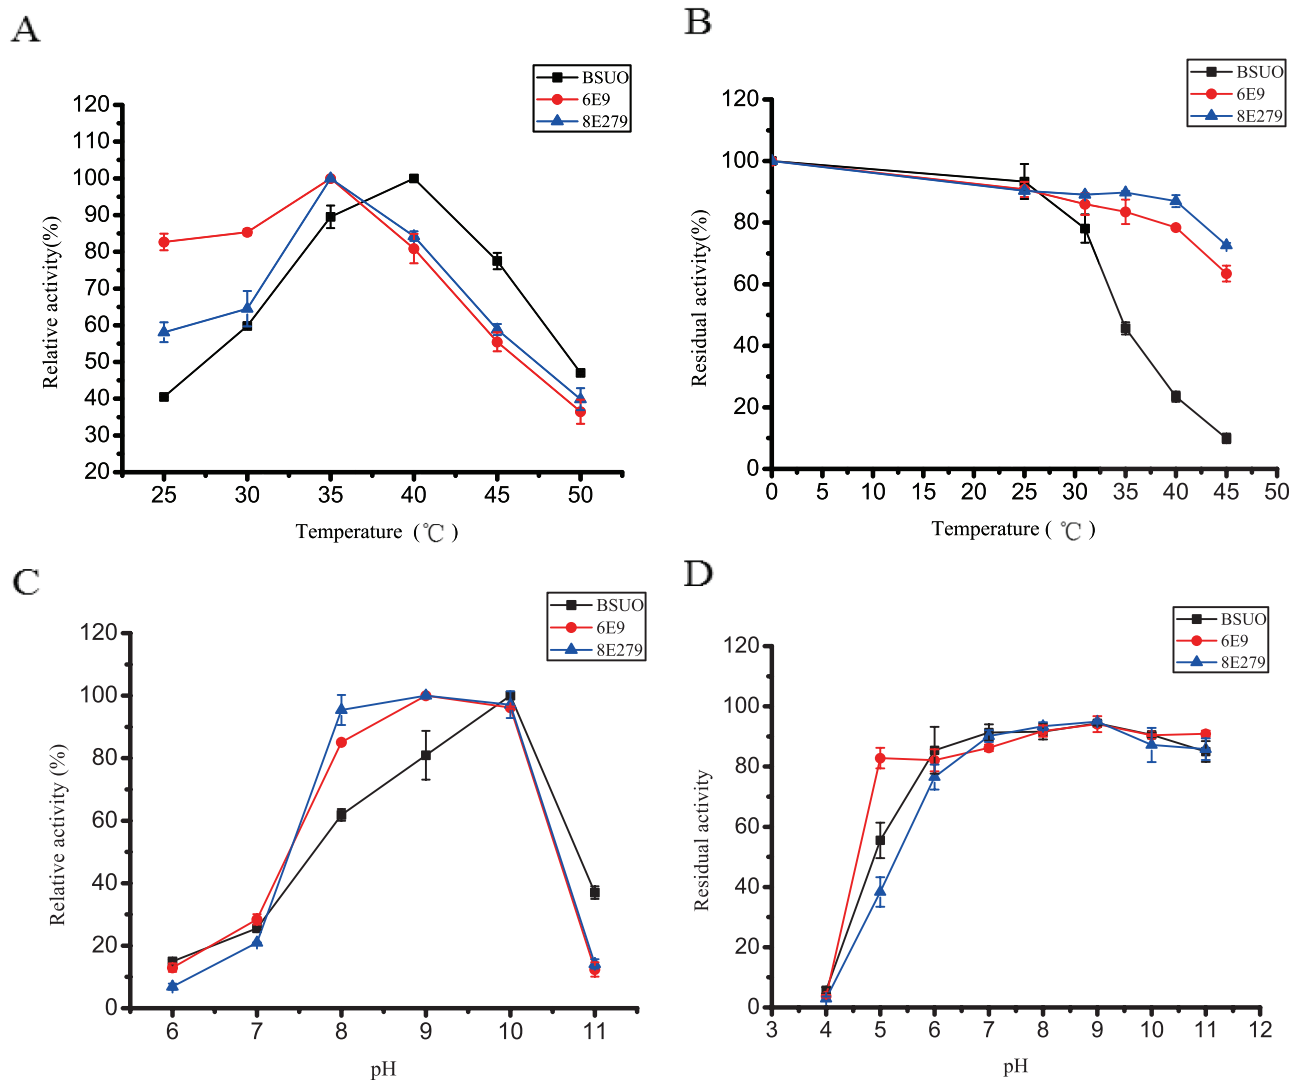 A
BSUO
6E9
8E279
120
110
100
90
80
70
60
50
40
30
20
Relative activity(%)
25 30 35 40 45 50
Temperature (℃)
B
BSUO
6E9
8E279
120
100
80
60
40
20
0
Residual activity(%)
0 5 10 15 20 25 31 35 40 45 50
Temperature (℃)
C
BSUO
6E9
8E279
120
100
80
60
40
20
0
Relative activity (%)
6 7 8 9 10 11
pH
D
BSUO
6E9
8E279
120
100
80
60
40
20
0
Residual activity
3 4 5 6 7 8 9 10 11 12
pH